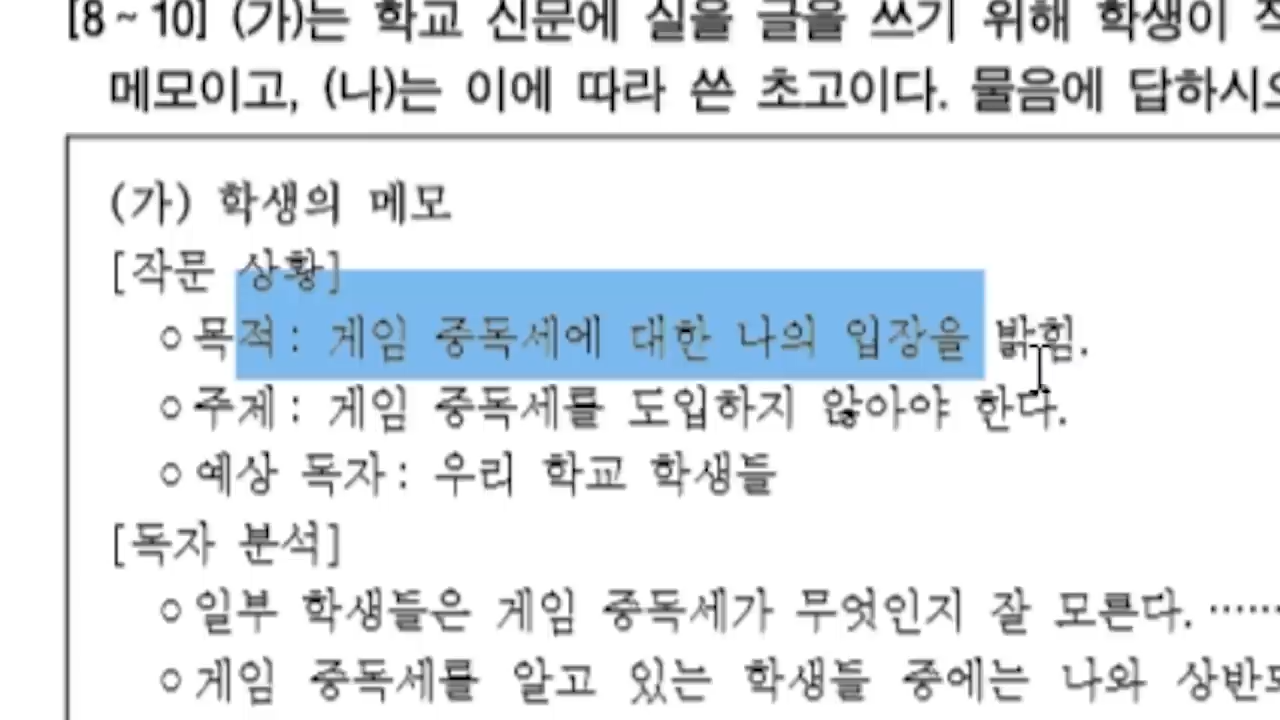 [8～10] (가)는 학교 신문에 실을 글을 쓰기 위해 학생이
메모이고, (나)는 이에 따라 쓴 초고이다. 물음에 답하시오
(가) 학생의 메모
[작문 상황]
○목적: 게임 중독세에 대한 나의 입장을 밝힘.
○주제: 게임 중독세를 도입하지 않아야 한다.
○예상 독자: 우리 학교 학생들
[독자 분석]
○일부 학생들은 게임 중독세가 무엇인지 잘 모른다. ······
○게임 중독세를 알고 있는 학생들 중에는 나와